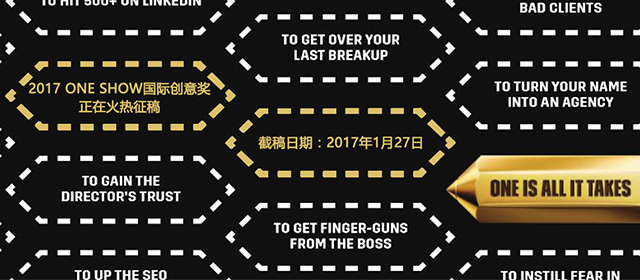 TO HIT 500+ ON LINKEDIN
2017 ONE SHOW国际创意奖
正在火热征稿
TO GAIN THE
DIRECTOR'S TRUST
TO UP THE SEO
TO GET OVER YOUR
LAST BREAKUP
截稿日期：2017年1月27日
TO GET FINGER-GUNS
FROM THE BOSS
BAD CLIENTS
TO TURN YOUR NAME
INTO AN AGENCY
ONE IS ALL IT TAKES
TO INSTILL FEAR IN